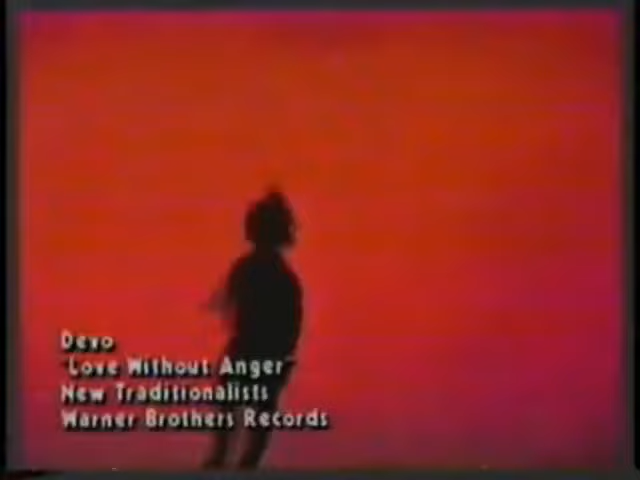 Devo
"Love Without Anger"
New Traditionalists
Warner Brothers Records